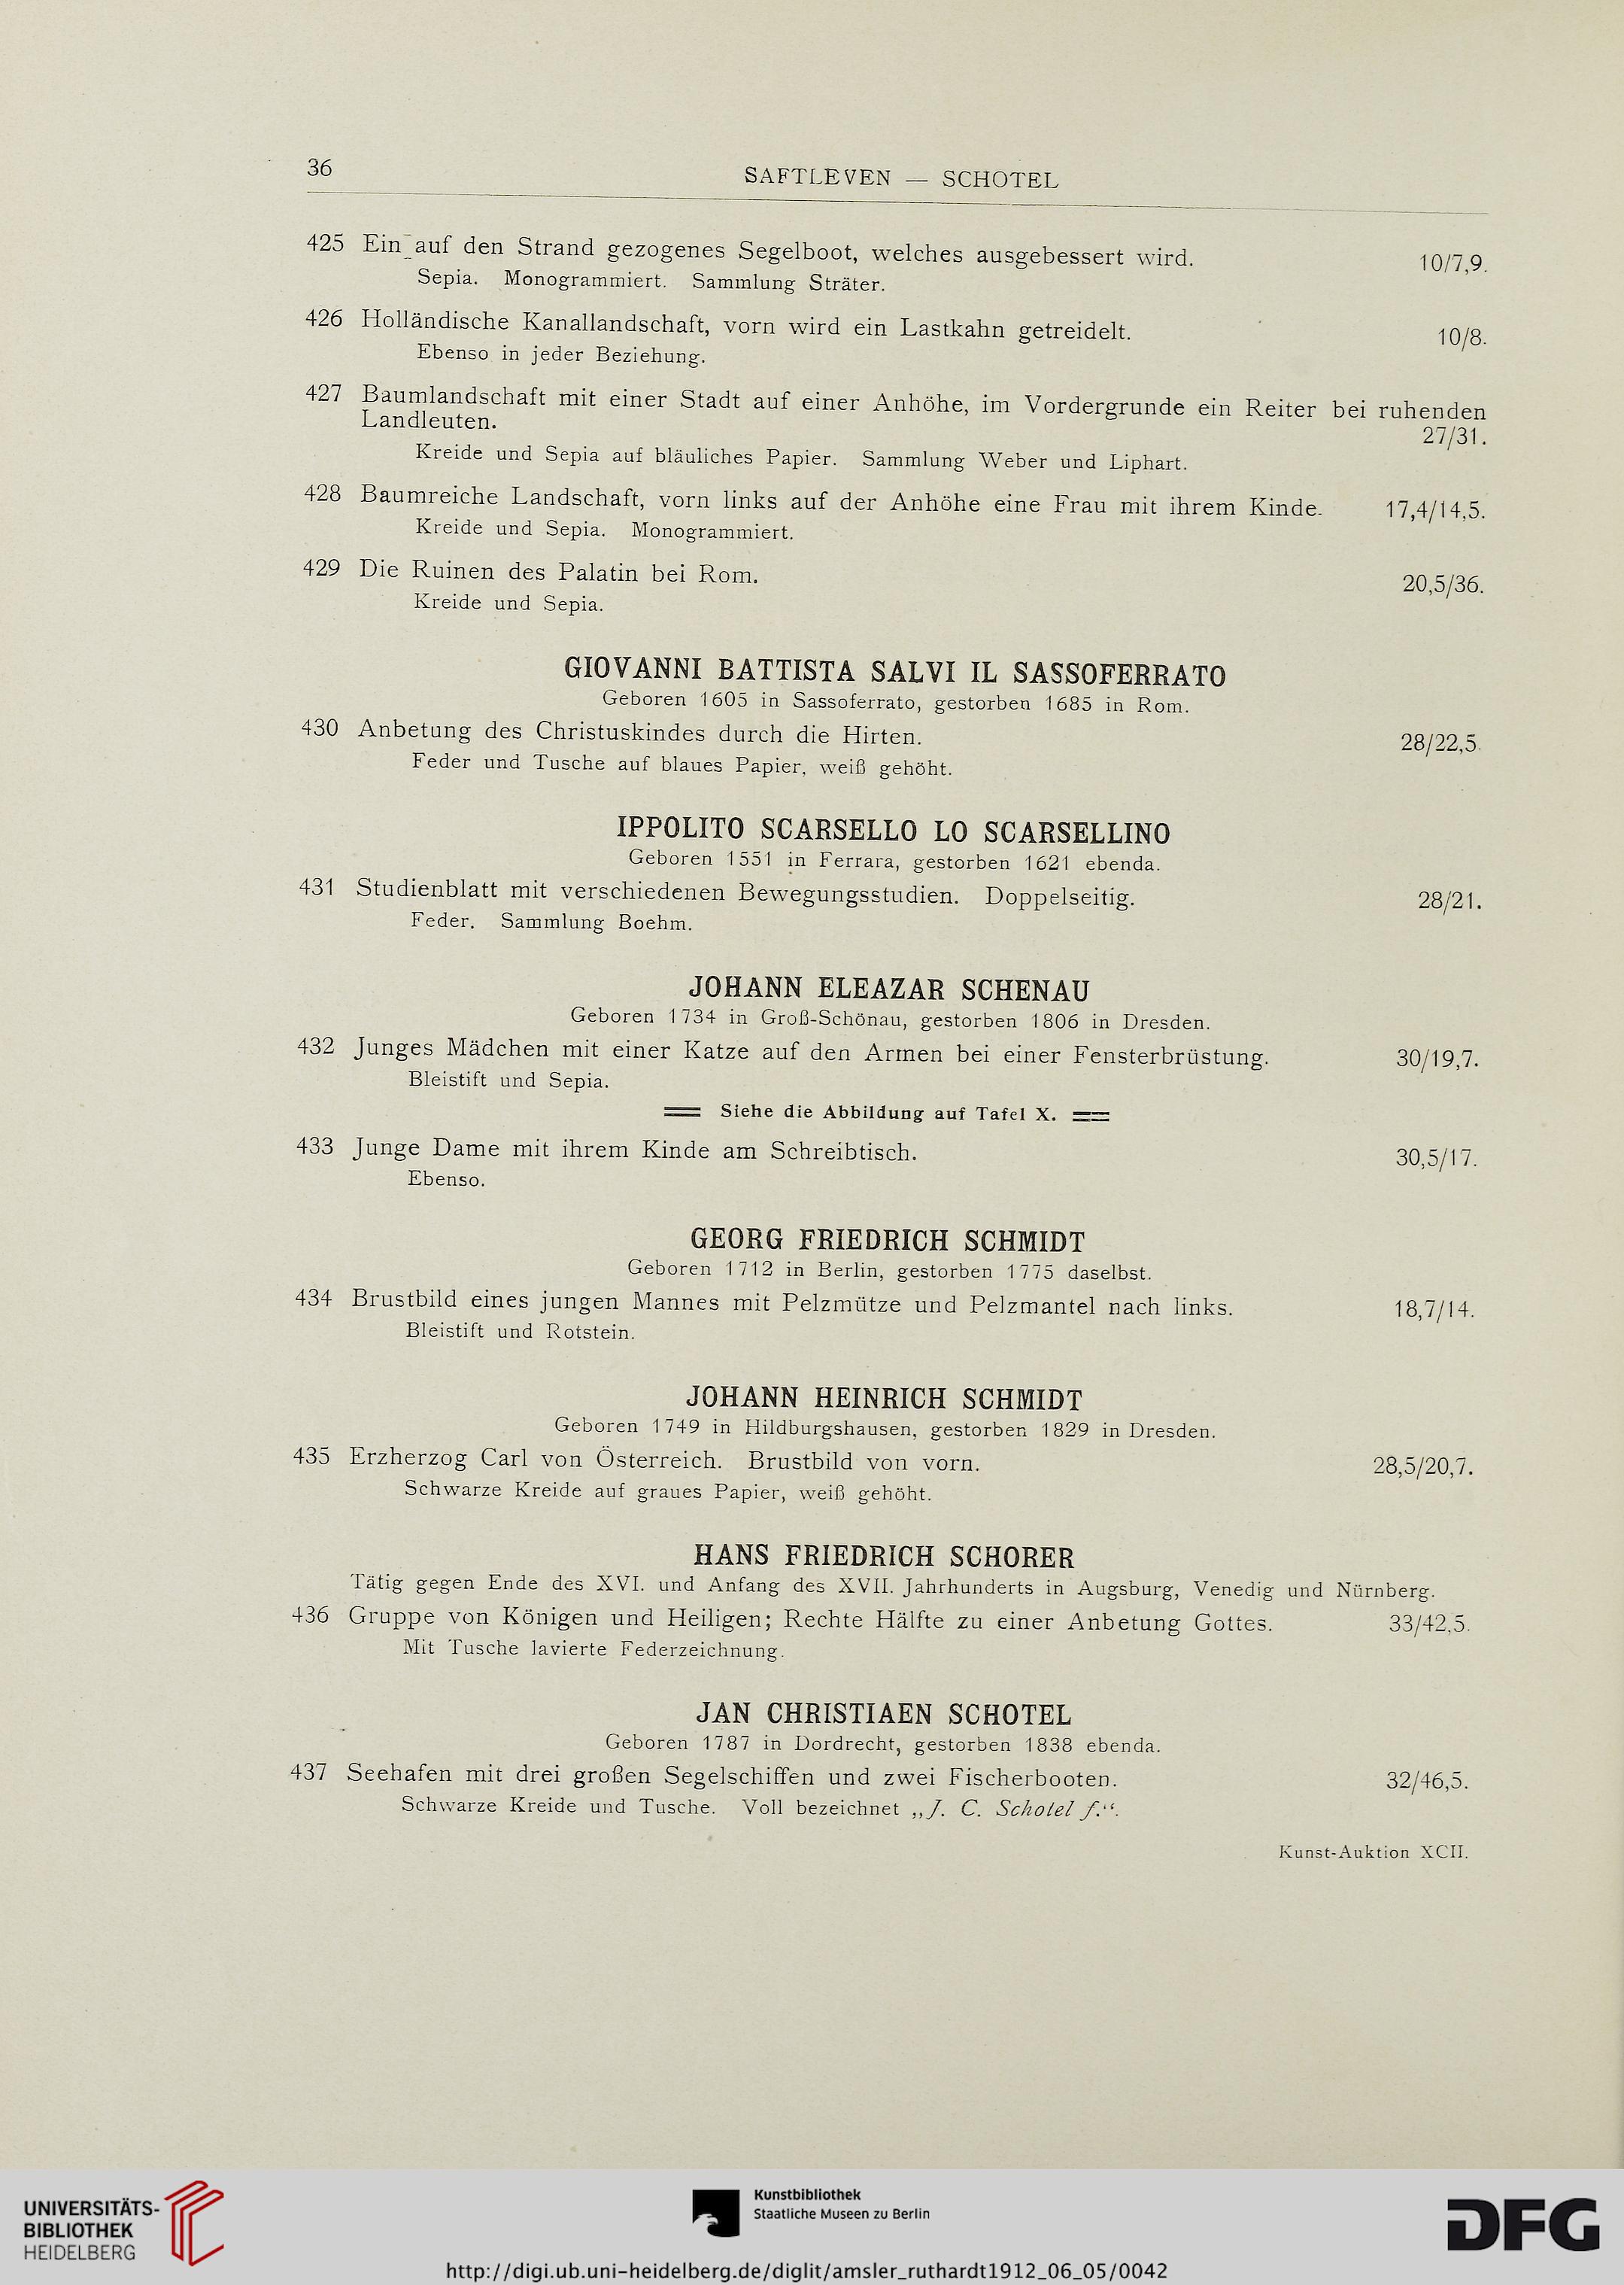 36
SAFTLEVEN — SCHOTEL
425 Ein auf den Strand gezogenes Segelboot, welches ausgebessert wird. 10/7,9.
Sepia. Monogrammiert. Sammlung Sträter.
426 Holländische Kanallandschaft, vorn wird ein Lastkahn getreidelt. 10/8.
Ebenso in jeder Beziehung.
427 Baumlandschaft mit einer Stadt auf einer Anhöhe, im Vordergrunde ein Reiter bei ruhenden
Landleuten. 27/31.
Kreide und Sepia auf bläuliches Papier. Sammlung Weber und Liphart.
428 Baumreiche Landschaft, vorn links auf der Anhöhe eine Frau mit ihrem Kinde. 17,4/14,5.
Kreide und Sepia. Monogrammiert.
429 Die Ruinen des Palatin bei Rom. 20,5/36.
Kreide und Sepia.
GIOVANNI BATTISTA SALVI IL SASSOFERRATO
Geboren 1605 in Sassoferrato, gestorben 1685 in Rom.
430 Anbetung des Christuskindes durch die Hirten. 28/22,5.
Feder und Tusche auf blaues Papier, weiß gehöht.
IPPOLITO SCARSELLO LO SCARSELLINO
Geboren 1551 in Ferrara, gestorben 1621 ebenda.
431 Studienblatt mit verschiedenen Bewegungsstudien. Doppelseitig. 28/21.
Feder. Sammlung Boehm.
JOHANN ELEAZAR SCHENAU
Geboren 1734 in Groß-Schönau, gestorben 1806 in Dresden.
432 Junges Mädchen mit einer Katze auf den Armen bei einer Fensterbrüstung. 30/19,7.
Bleistift und Sepia.
== Siehe die Abbildung auf Tafel X. ==
433 Junge Dame mit ihrem Kinde am Schreibtisch. 30,5/17.
Ebenso.
GEORG FRIEDRICH SCHMIDT
Geboren 1712 in Berlin, gestorben 1775 daselbst.
434 Brustbild eines jungen Mannes mit Pelzmütze und Pelzmantel nach links. 18,7/14.
Bleistift und Rotstein.
JOHANN HEINRICH SCHMIDT
Geboren 1749 in Hildburgshausen, gestorben 1829 in Dresden.
435 Erzherzog Carl von Österreich. Brustbild von vorn. 28,5/20,7.
Schwarze Kreide auf graues Papier, weiß gehöht.
HANS FRIEDRICH SCHORER
Tätig gegen Ende des XVI. und Anfang des XVII. Jahrhunderts in Augsburg, Venedig und Nürnberg.
436 Gruppe von Königen und Heiligen; Rechte Hälfte zu einer Anbetung Gottes. 33/42,5.
Mit Tusche lavierte Federzeichnung.
JAN CHRISTIAEN SCHOTEL
Geboren 1787 in Dordrecht, gestorben 1838 ebenda.
437 Seehafen mit drei großen Segelschiffen und zwei Fischerbooten. 32/46,5.
Schwarze Kreide und Tusche. Voll bezeichnet „J. C. Schotel f.“.
Kunst-Auktion XCII.
UNIVERSITÄTS-
BIBLIOTHEK
HEIDELBERG
Kunstbibliothek
Staatliche Museen zu Berlin
DFG
http://digi.ub.uni-heidelberg.de/diglit/amsler_ruthardt1912_06_05/0042